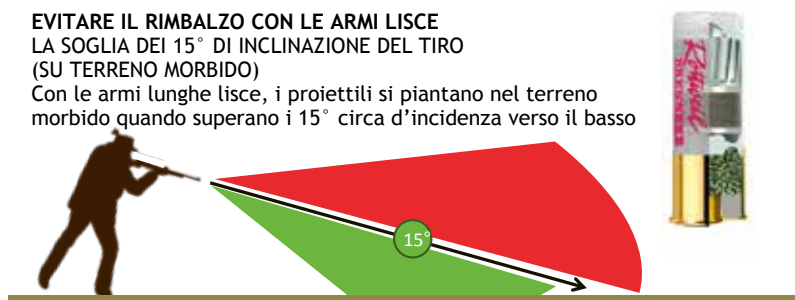 EVITARE IL RIMBALZO CON LE ARMI LISCE
LA SOGLIA DEI 15° DI INCLINAZIONE DEL TIRO
(SU TERRENO MORBIDO)
Con le armi lunghe lisce, i proiettili si piantano nel terreno
morbido quando superano i 15° circa d’incidenza verso il basso
15°
Rottweil
BRENNEKE